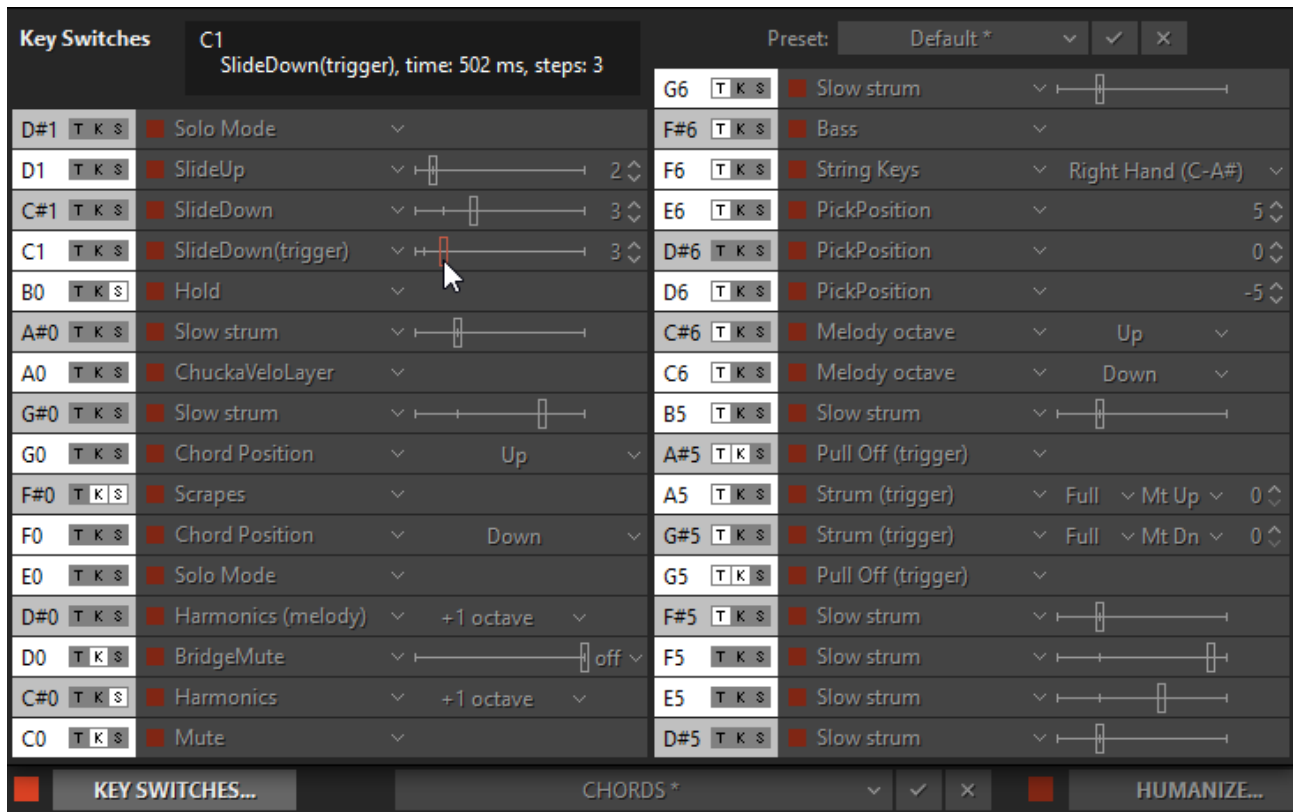 Key Switches
C1
SlideDown(trigger), time: 502 ms, steps: 3
Preset: Default *
D#1 T K S Solo Mode
D1 T K S SlideUp 2
C#1 T K S SlideDown 3
C1 T K S SlideDown(trigger) 3
B0 T K S Hold
A#0 T K S Slow strum
A0 T K S ChuckaVeloLayer
G#0 T K S Slow strum
G0 T K S Chord Position Up
F#0 T K S Scrapes
F0 T K S Chord Position Down
E0 T K S Solo Mode
D#0 T K S Harmonics (melody) +1 octave
D0 T K S BridgeMute off
C#0 T K S Harmonics +1 octave
C0 T K S Mute
G6 T K S Slow strum
F#6 T K S Bass
F6 T K S String Keys Right Hand (C-A#)
E6 T K S PickPosition 5
D#6 T K S PickPosition 0
D6 T K S PickPosition -5
C#6 T K S Melody octave Up
C6 T K S Melody octave Down
B5 T K S Slow strum
A#5 T K S Pull Off (trigger)
A5 T K S Strum (trigger) Full Mt Up 0
G#5 T K S Strum (trigger) Full Mt Dn 0
G5 T K S Pull Off (trigger)
F#5 T K S Slow strum
F5 T K S Slow strum
E5 T K S Slow strum
D#5 T K S Slow strum
KEY SWITCHES... CHORDS * HUMANIZE...